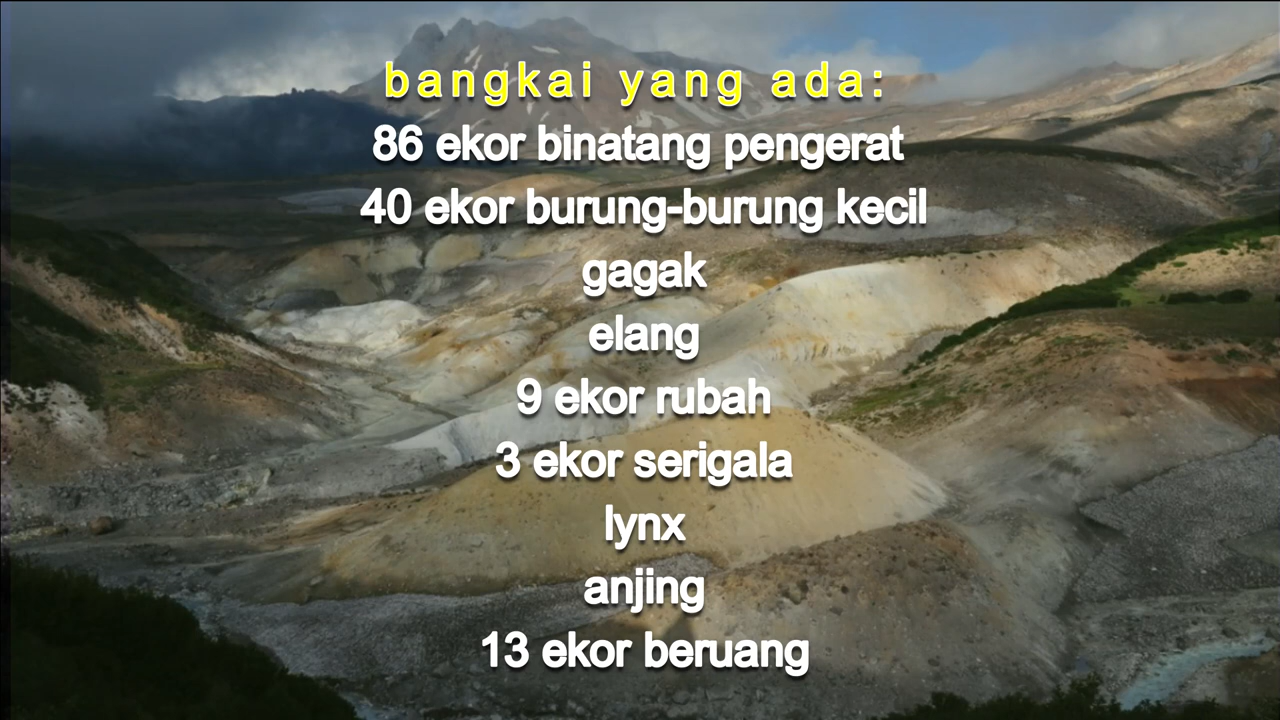 bangkai yang ada:
86 ekor binatang pengerat
40 ekor burung-burung kecil
gagak
elang
9 ekor rubah
3 ekor serigala
lynx
anjing
13 ekor beruang